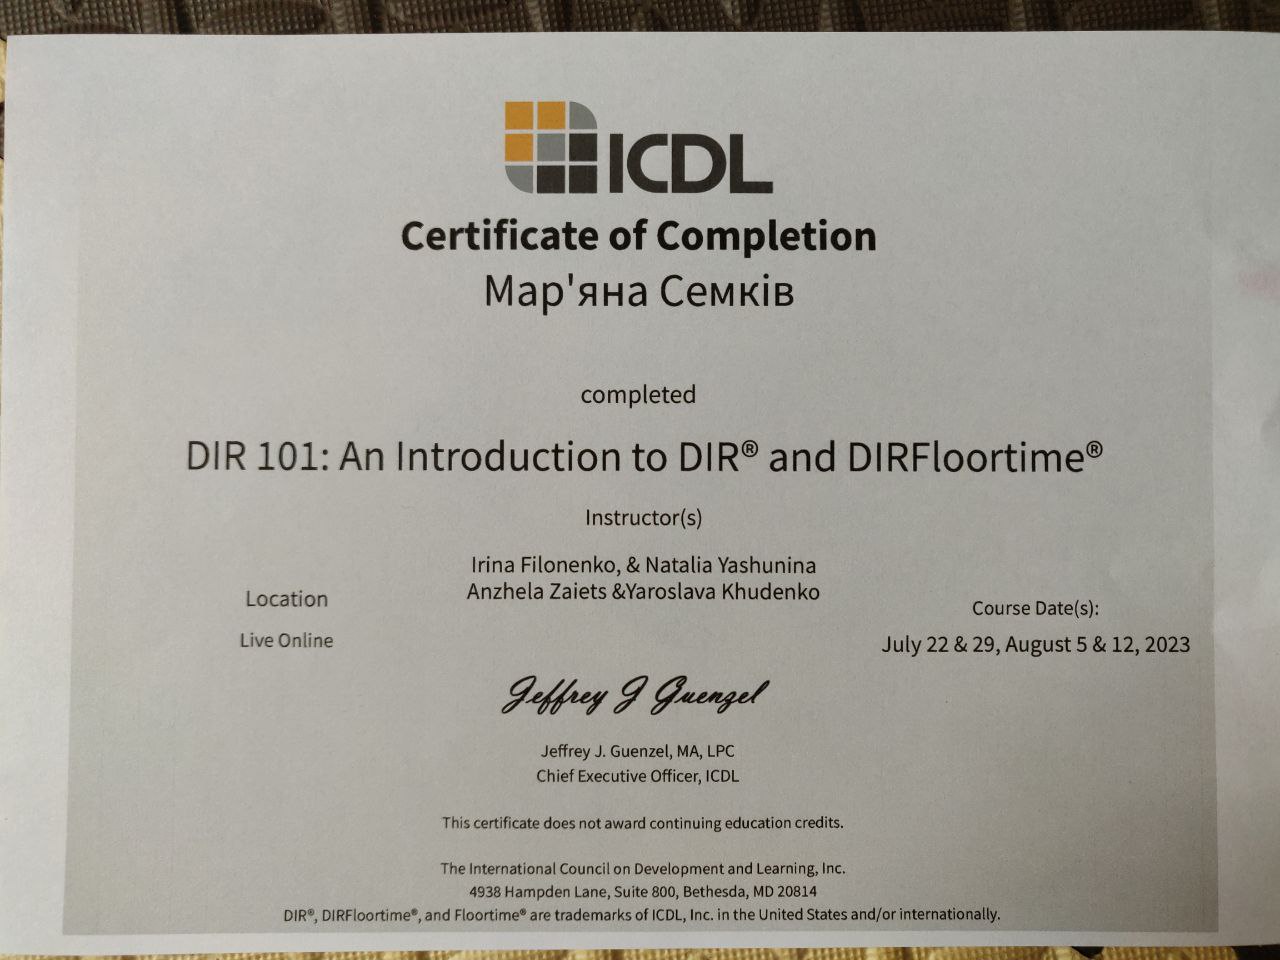 ICDL
Certificate of Completion
Мар'яна Семків
completed
DIR 101: An Introduction to DIR® and DIRFloortime®
Instructor(s)
Irina Filonenko, & Natalia Yashunina
Anzhela Zaiets &Yaroslava Khudenko
Location
Live Online
Course Date(s):
July 22 & 29, August 5 & 12, 2023
Jeffrey J Guenzel
Jeffrey J. Guenzel, MA, LPC
Chief Executive Officer, ICDL
This certificate does not award continuing education credits.
The International Council on Development and Learning, Inc.
4938 Hampden Lane, Suite 800, Bethesda, MD 20814
DIR®, DIRFloortime®, and Floortime® are trademarks of ICDL, Inc. in the United States and/or internationally.